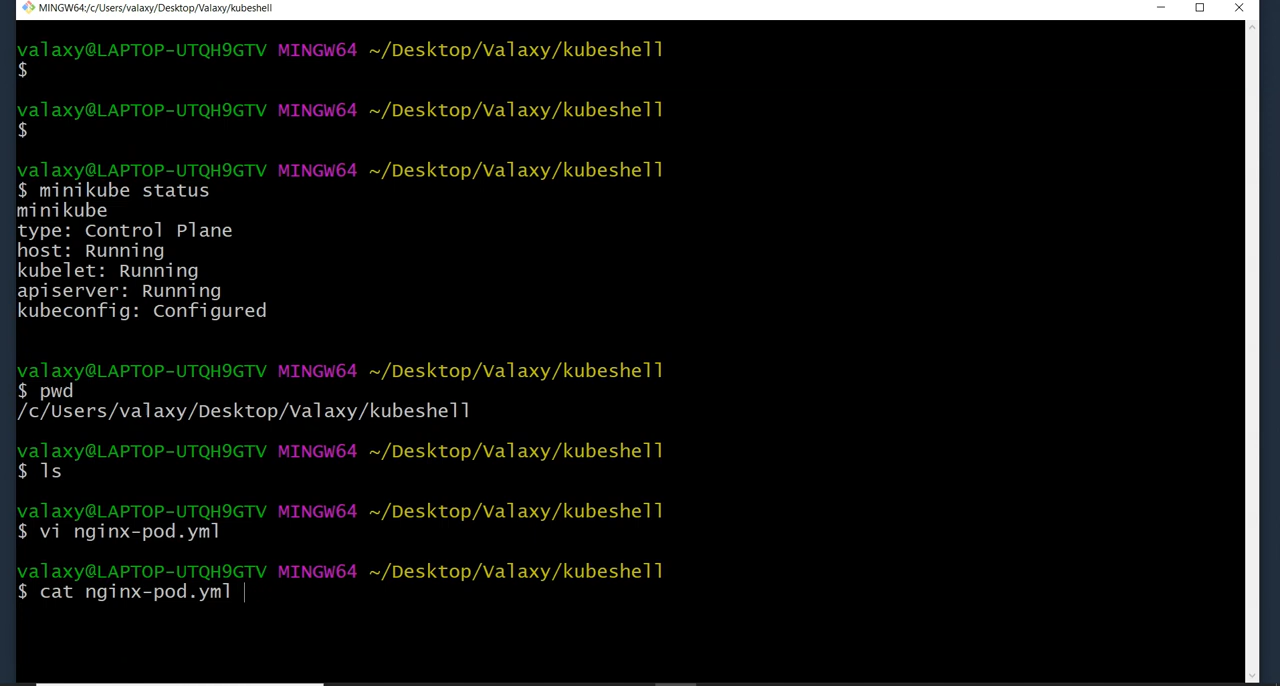 MINGW64:/c/Users/valaxy/Desktop/Valaxy/kubeshell
valaxy@LAPTOP-UTQH9GTV MINGW64 ~/Desktop/Valaxy/kubeshell
$
valaxy@LAPTOP-UTQH9GTV MINGW64 ~/Desktop/Valaxy/kubeshell
$
valaxy@LAPTOP-UTQH9GTV MINGW64 ~/Desktop/Valaxy/kubeshell
$ minikube status
minikube
type: Control Plane
host: Running
kubelet: Running
apiserver: Running
kubeconfig: Configured
valaxy@LAPTOP-UTQH9GTV MINGW64 ~/Desktop/Valaxy/kubeshell
$ pwd
/c/Users/valaxy/Desktop/Valaxy/kubeshell
valaxy@LAPTOP-UTQH9GTV MINGW64 ~/Desktop/Valaxy/kubeshell
$ ls
valaxy@LAPTOP-UTQH9GTV MINGW64 ~/Desktop/Valaxy/kubeshell
$ vi nginx-pod.yml
valaxy@LAPTOP-UTQH9GTV MINGW64 ~/Desktop/Valaxy/kubeshell
$ cat nginx-pod.yml